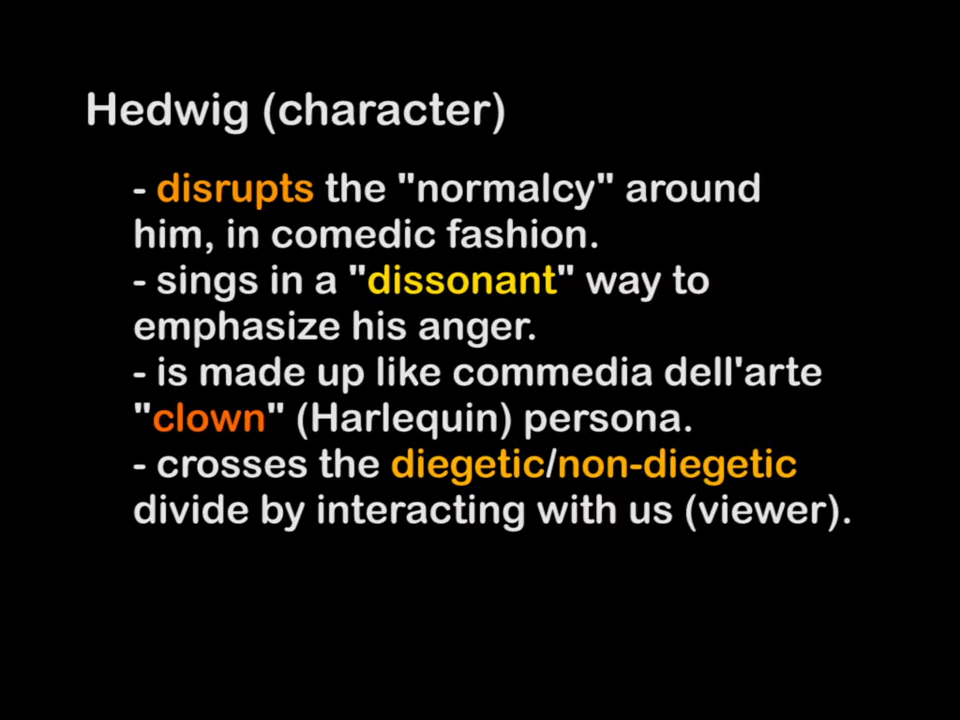 Hedwig (character)
- disrupts the "normalcy" around
him, in comedic fashion.
- sings in a "dissonant" way to
emphasize his anger.
- is made up like commedia dell'arte
"clown" (Harlequin) persona.
- crosses the diegetic/non-diegetic
divide by interacting with us (viewer).